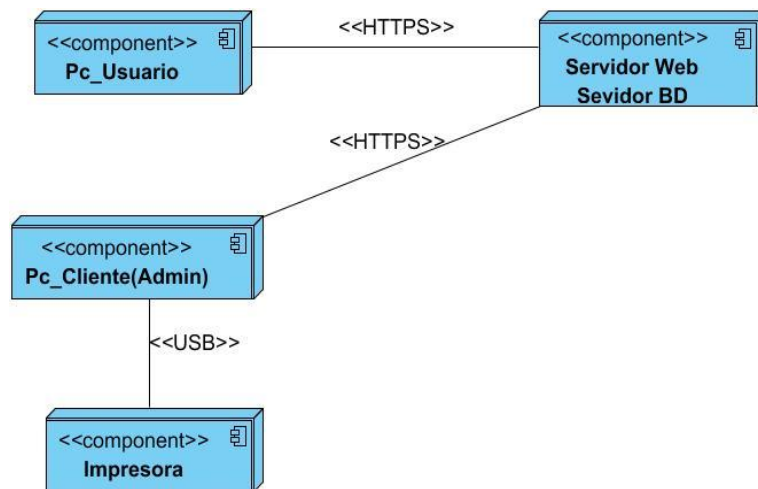 <<component>>
Pc_Usuario
<<HTTPS>>
<<component>>
Servidor Web
Sevidor BD
<<HTTPS>>
<<component>>
Pc_Cliente(Admin)
<<USB>>
<<component>>
Impresora